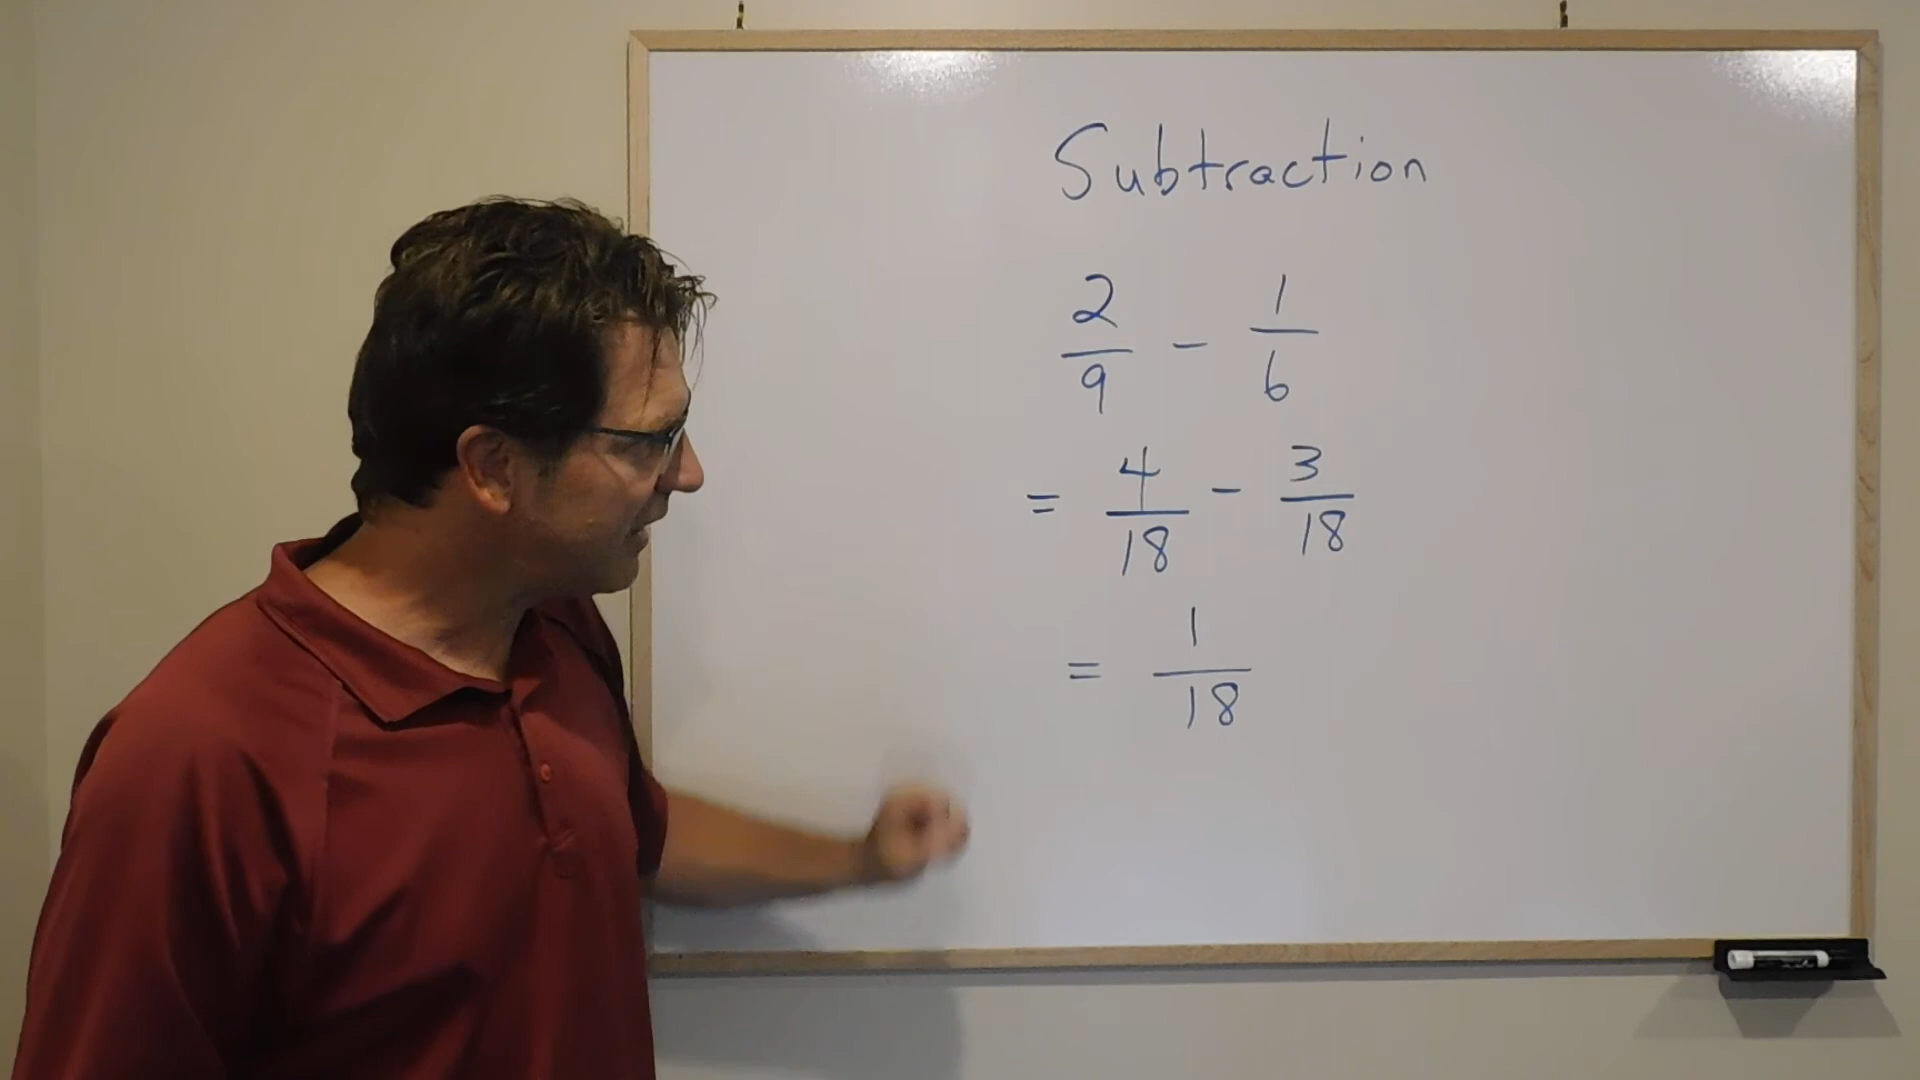 Subtraction
2/9 - 1/6
= 4/18 - 3/18
= 1/18